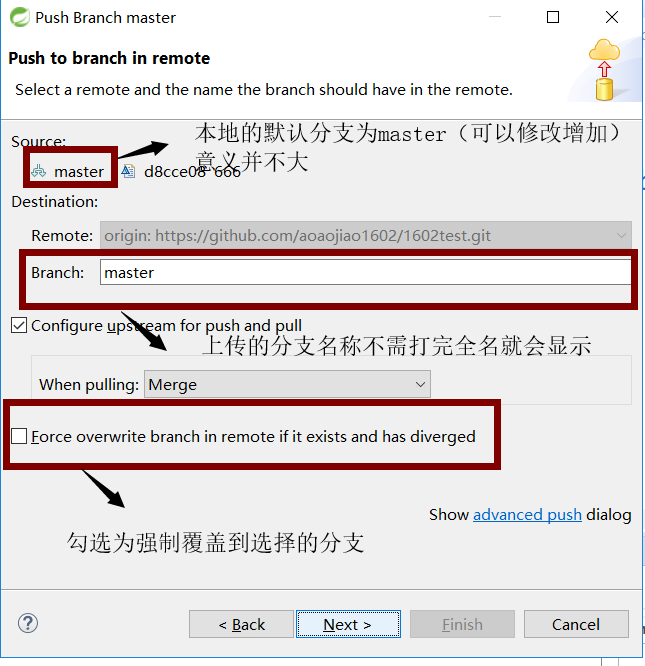 Push Branch master
Push to branch in remote
Select a remote and the name the branch should have in the remote.
Source:
本地的默认分支为master（可以修改增加）
意义并不大
master d8cce08 666
Destination:
Remote: origin: https://github.com/aoaojiao1602/1602test.git
Branch: master
Configure upstream for push and pull
上传的分支名称不需打完全名就会显示
When pulling: Merge
Force overwrite branch in remote if it exists and has diverged
Show advanced push dialog
勾选为强制覆盖到选择的分支
? < Back Next > Finish Cancel